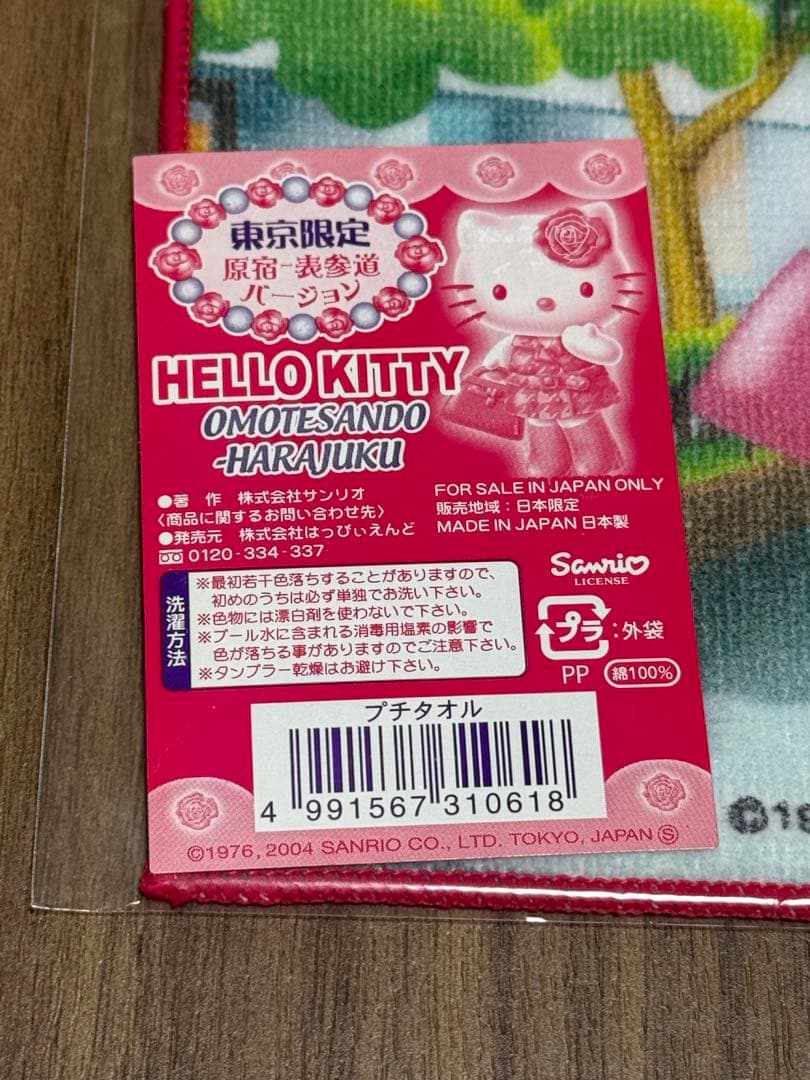 東京限定
原宿-表参道
バージョン
HELLO KITTY
OMOTESANDO
-HARAJUKU
●著 作 株式会社サンリオ
〈商品に関するお問い合わせ先〉
●発売元 株式会社はっぴぃえんど
0120-334-337
FOR SALE IN JAPAN ONLY
販売地域：日本限定
MADE IN JAPAN 日本製
洗濯方法
※最初若干色落ちすることがありますので、
初めのうちは必ず単独でお洗い下さい。
※色物には漂白剤を使わないで下さい。
※プール水に含まれる消毒用塩素の影響で
色が落ちる事がありますのでご注意下さい。
※タンブラー乾燥はお避け下さい。
Sanrio
LICENSE
プラ：外袋
PP 綿100%
プチタオル
4 991567 310618
©1976, 2004 SANRIO CO., LTD. TOKYO, JAPAN Ⓢ